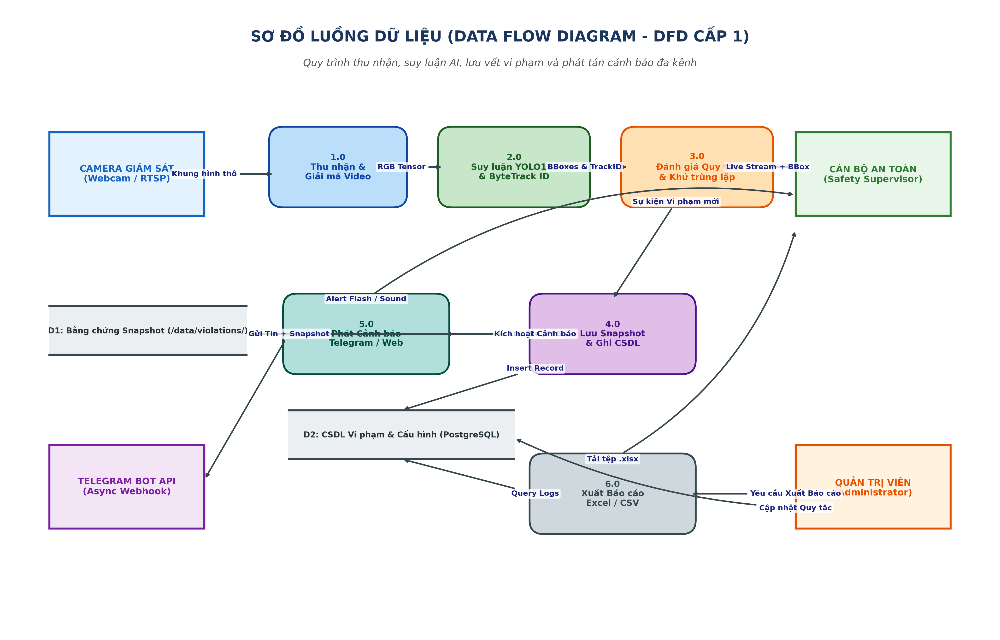 SƠ ĐỒ LUỒNG DỮ LIỆU (DATA FLOW DIAGRAM - DFD CẤP 1)
Quy trình thu nhận, suy luận AI, lưu vết vi phạm và phát tán cảnh báo đa kênh
CAMERA GIÁM SÁT
(Webcam / RTSP)
Khung hình thô
1.0
Thu nhận &
Giải mã Video
RGB Tensor
2.0
Suy luận
& ByteTrack ID
BBoxes & TrackID
3.0
Đánh giá Quy
& Khử trùng lặp
Live Stream + BBox
CÁN BỘ AN TOÀN
(Safety Supervisor)
Sự kiện Vi phạm mới
Alert Flash / Sound
D1: Bằng chứng Snapshot (/data/violations/)
Gửi Tin + Snapshot
5.0
Phát Cảnh báo
Telegram / Web
Kích hoạt Cảnh báo
4.0
Lưu Snapshot
& Ghi CSDL
Insert Record
D2: CSDL Vi phạm & Cấu hình (PostgreSQL)
Tải tệp .xlsx
TELEGRAM BOT API
(Async Webhook)
Query Logs
6.0
Xuất Báo cáo
Excel / CSV
QUẢN TRỊ VIÊN
(Administrator)
Yêu cầu Xuất Báo cáo
Cập nhật Quy tắc